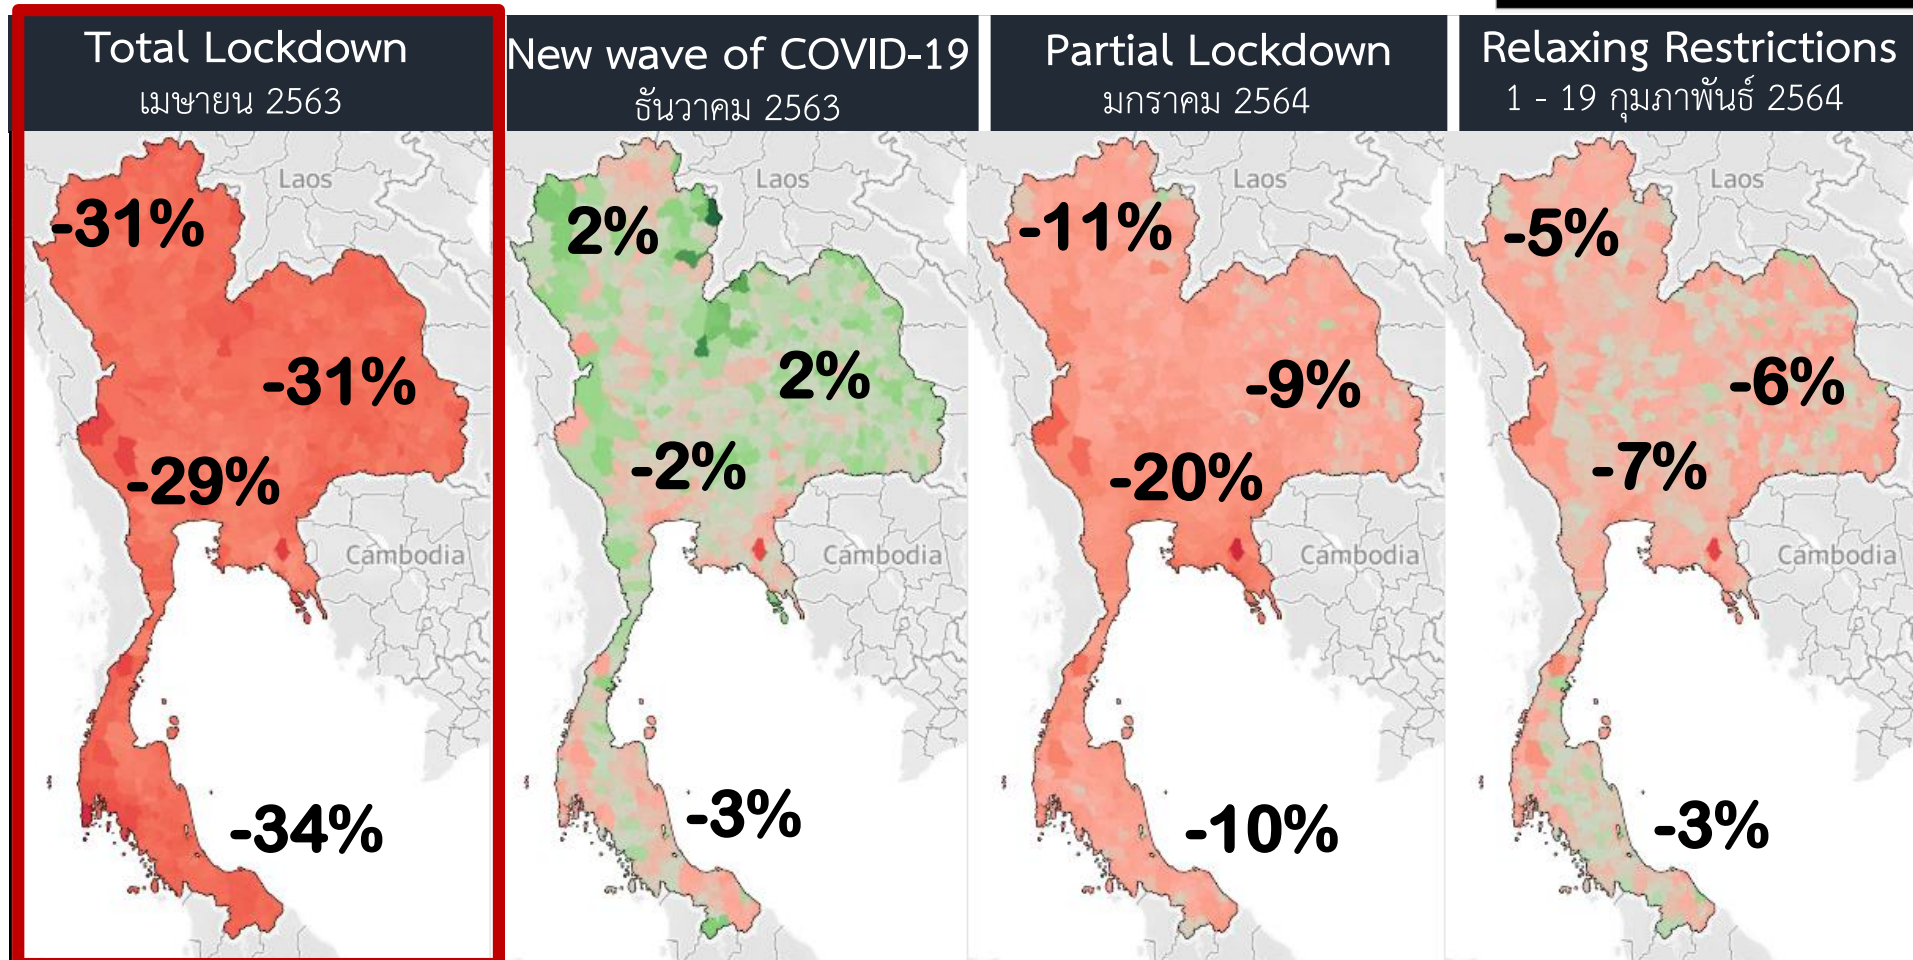 Total Lockdown
เมษายน 2563
Laos
-31%
-31%
-29%
Cambodia
-34%
New wave of COVID-19
ธันวาคม 2563
Laos
2%
2%
-2%
Cambodia
-3%
Partial Lockdown
มกราคม 2564
Laos
-11%
-9%
-20%
Cambodia
-10%
Relaxing Restrictions
1 - 19 กุมภาพันธ์ 2564
Laos
-5%
-6%
-7%
Cambodia
-3%